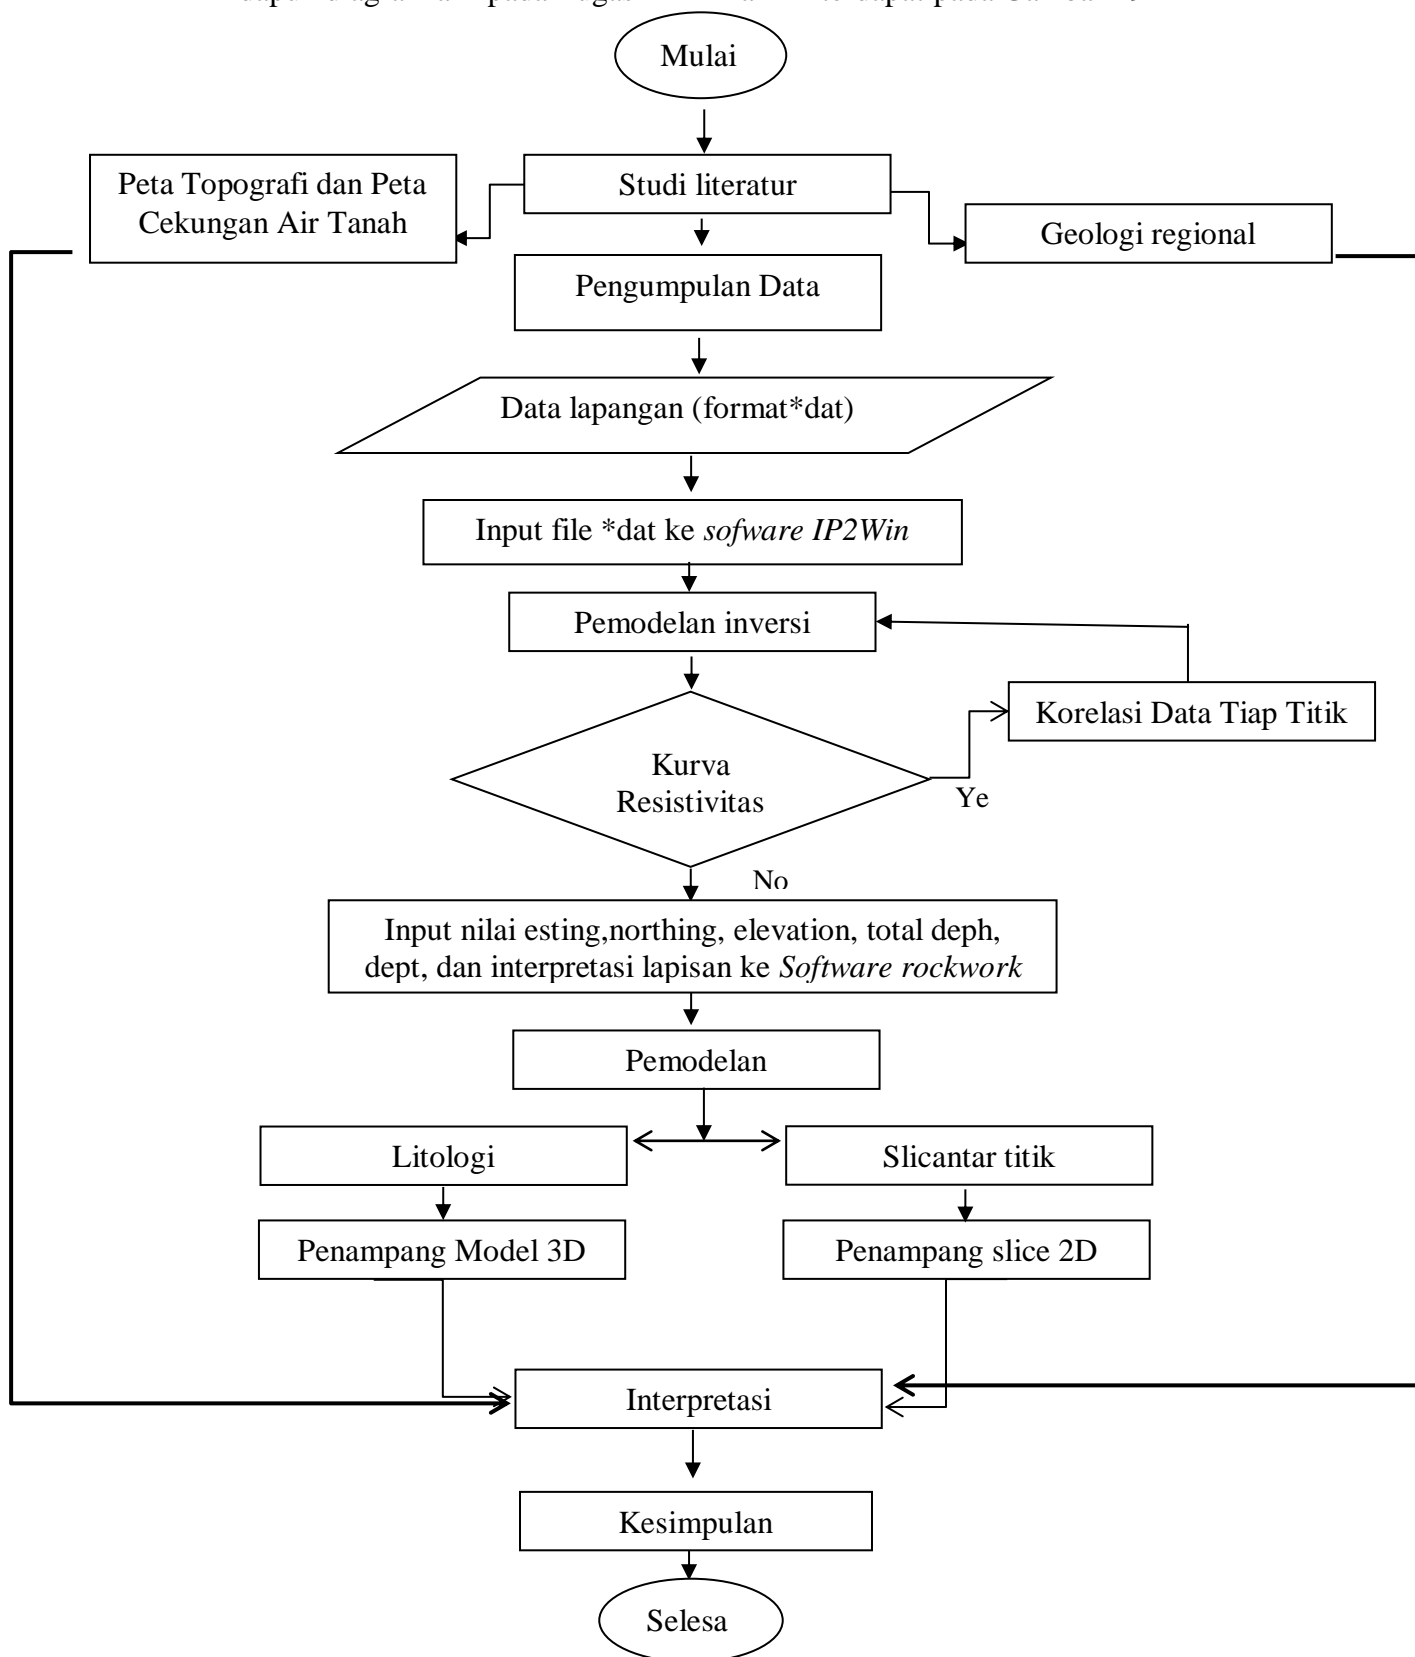 Mulai
Studi literatur
Peta Topografi dan Peta
Cekungan Air Tanah
Geologi regional
Pengumpulan Data
Data lapangan (format*dat)
Input file *dat ke sofware IP2Win
Pemodelan inversi
Korelasi Data Tiap Titik
Kurva
Resistivitas
Ye
No
Input nilai esting,northing, elevation, total deph,
dept, dan interpretasi lapisan ke Software rockwork
Pemodelan
Litologi
Slicantar titik
Penampang Model 3D
Penampang slice 2D
Interpretasi
Kesimpulan
Selesa